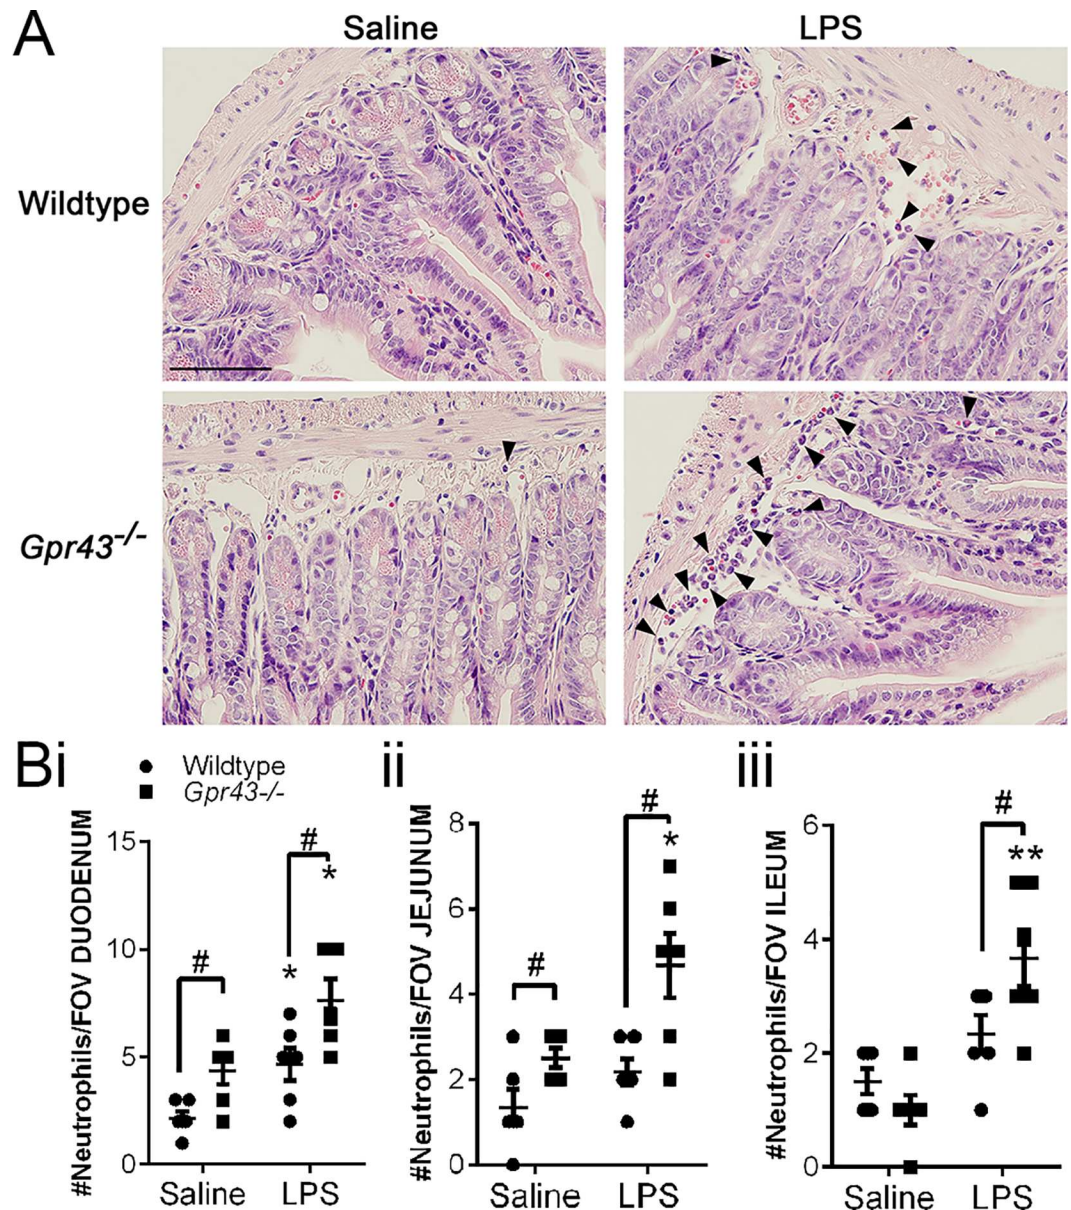 A
Saline
LPS
Wildtype
Gpr43-/-
Bi
Wildtype
Gpr43-/-
#Neutrophils/FOV DUODENUM
15
10
5
0
#
*
#
*
Saline
LPS
ii
#Neutrophils/FOV JEJUNUM
8
6
4
2
0
#
#
*
Saline
LPS
iii
#Neutrophils/FOV ILEUM
6
4
2
0
#
**
Saline
LPS